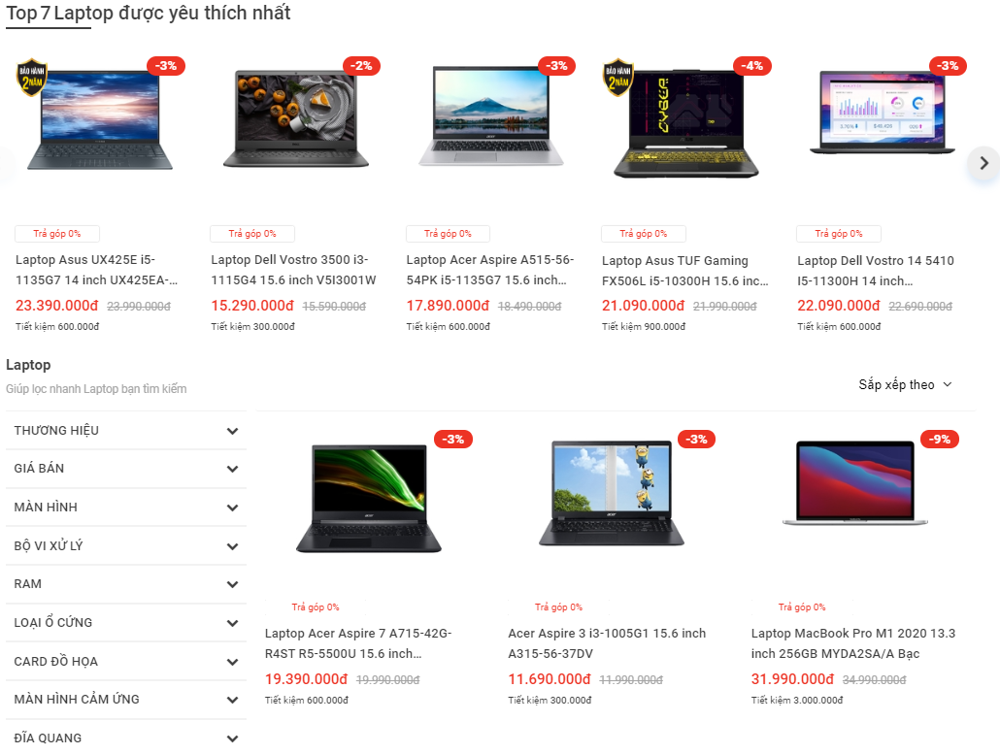 Top 7 Laptop được yêu thích nhất
BẢO HÀNH
2 NĂM
-3%
-2%
-3%
BẢO HÀNH
2 NĂM
-4%
-3%
CYBER
acer
Trả góp 0%
Trả góp 0%
Trả góp 0%
Trả góp 0%
Trả góp 0%
Laptop Asus UX425E i5-
1135G7 14 inch UX425EA-...
23.390.000đ 23.990.000đ
Tiết kiệm 600.000đ
Laptop Dell Vostro 3500 i3-
1115G4 15.6 inch V5I3001W
15.290.000đ 15.590.000đ
Tiết kiệm 300.000đ
Laptop Acer Aspire A515-56-
54PK i5-1135G7 15.6 inch...
17.890.000đ 18.490.000đ
Tiết kiệm 600.000đ
Laptop Asus TUF Gaming
FX506L i5-10300H 15.6 inc...
21.090.000đ 21.990.000đ
Tiết kiệm 900.000đ
Laptop Dell Vostro 14 5410
I5-11300H 14 inch...
22.090.000đ 22.690.000đ
Tiết kiệm 600.000đ
Laptop
Giúp lọc nhanh Laptop bạn tìm kiếm
Sắp xếp theo
THƯƠNG HIỆU
GIÁ BÁN
MÀN HÌNH
BỘ VI XỬ LÝ
RAM
LOẠI Ổ CỨNG
CARD ĐỒ HỌA
MÀN HÌNH CẢM ỨNG
ĐĨA QUANG
-3%
-3%
-9%
acer
acer
Trả góp 0%
Trả góp 0%
Trả góp 0%
Laptop Acer Aspire 7 A715-42G-
R4ST R5-5500U 15.6 inch...
19.390.000đ 19.990.000đ
Tiết kiệm 600.000đ
Acer Aspire 3 i3-1005G1 15.6 inch
A315-56-37DV
11.690.000đ 11.990.000đ
Tiết kiệm 300.000đ
Laptop MacBook Pro M1 2020 13.3
inch 256GB MYDA2SA/A Bạc
31.990.000đ 34.990.000đ
Tiết kiệm 3.000.000đ